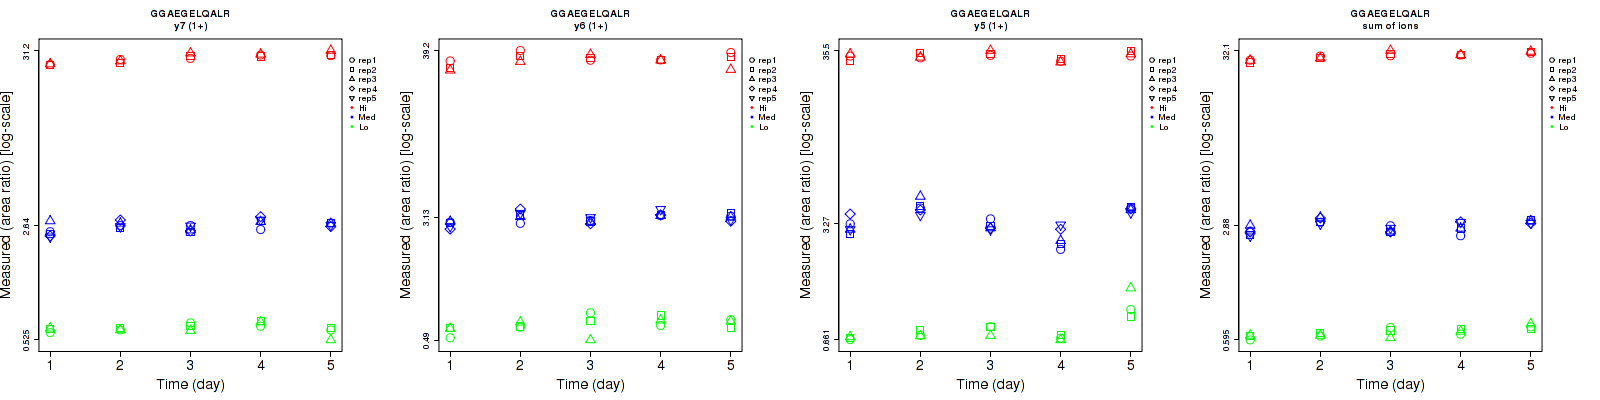 GGAEGELQALR
y7 (1+)
Measured (area ratio) [log-scale]
31.2
2.64
0.525
1 2 3 4 5
Time (day)
rep1
rep2
rep3
rep4
rep5
Hi
Med
Lo
GGAEGELQALR
y6 (1+)
Measured (area ratio) [log-scale]
39.2
3.13
0.49
1 2 3 4 5
Time (day)
rep1
rep2
rep3
rep4
rep5
Hi
Med
Lo
GGAEGELQALR
y5 (1+)
Measured (area ratio) [log-scale]
35.5
3.27
0.661
1 2 3 4 5
Time (day)
rep1
rep2
rep3
rep4
rep5
Hi
Med
Lo
GGAEGELQALR
sum of ions
Measured (area ratio) [log-scale]
32.1
2.88
0.595
1 2 3 4 5
Time (day)
rep1
rep2
rep3
rep4
rep5
Hi
Med
Lo